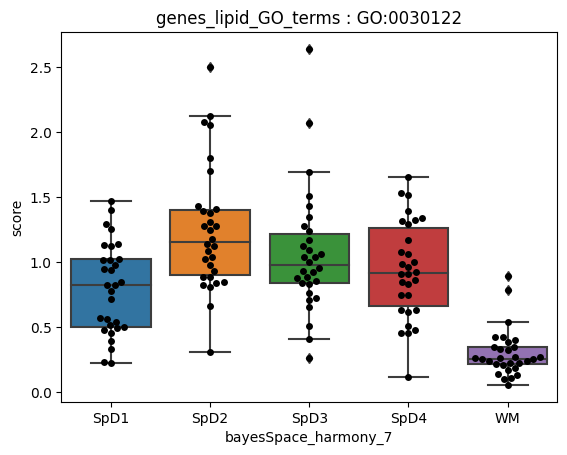 genes_lipid_GO_terms : GO:0030122
2.5
2.0
1.5
1.0
0.5
0.0
score
SpD1 SpD2 SpD3 SpD4 WM
bayesSpace_harmony_7